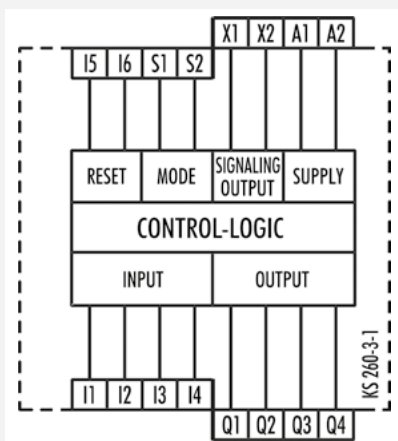 X1 X2 A1 A2
I5 I6 S1 S2
RESET MODE SIGNALING OUTPUT SUPPLY
CONTROL-LOGIC
INPUT OUTPUT
KS 260-3-1
I1 I2 I3 I4
Q1 Q2 Q3 Q4